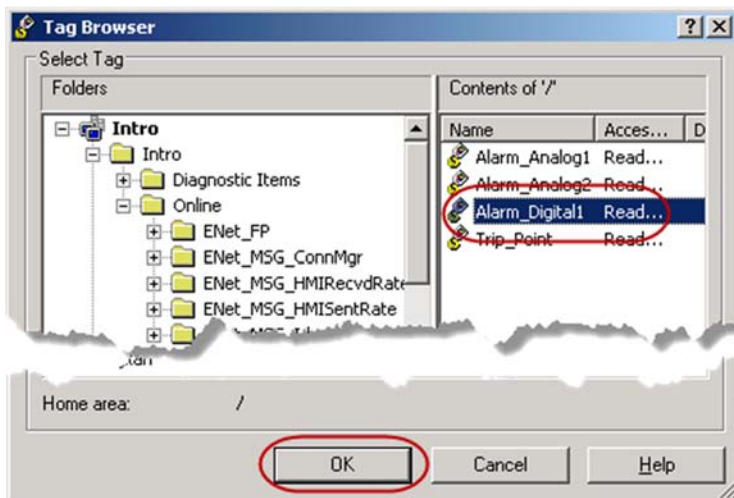 Tag Browser
Select Tag
Folders
Contents of '/'
Intro
Intro
Diagnostic Items
Online
ENet_FP
ENet_MSG_ConnMgr
ENet_MSG_HMIRecvdRate
ENet_MSG_HMISentRate
Name Acces... D
Alarm_Analog1 Read...
Alarm_Analog2 Read...
Alarm_Digital1 Read...
Trip_Point Read...
Home area: /
OK Cancel Help